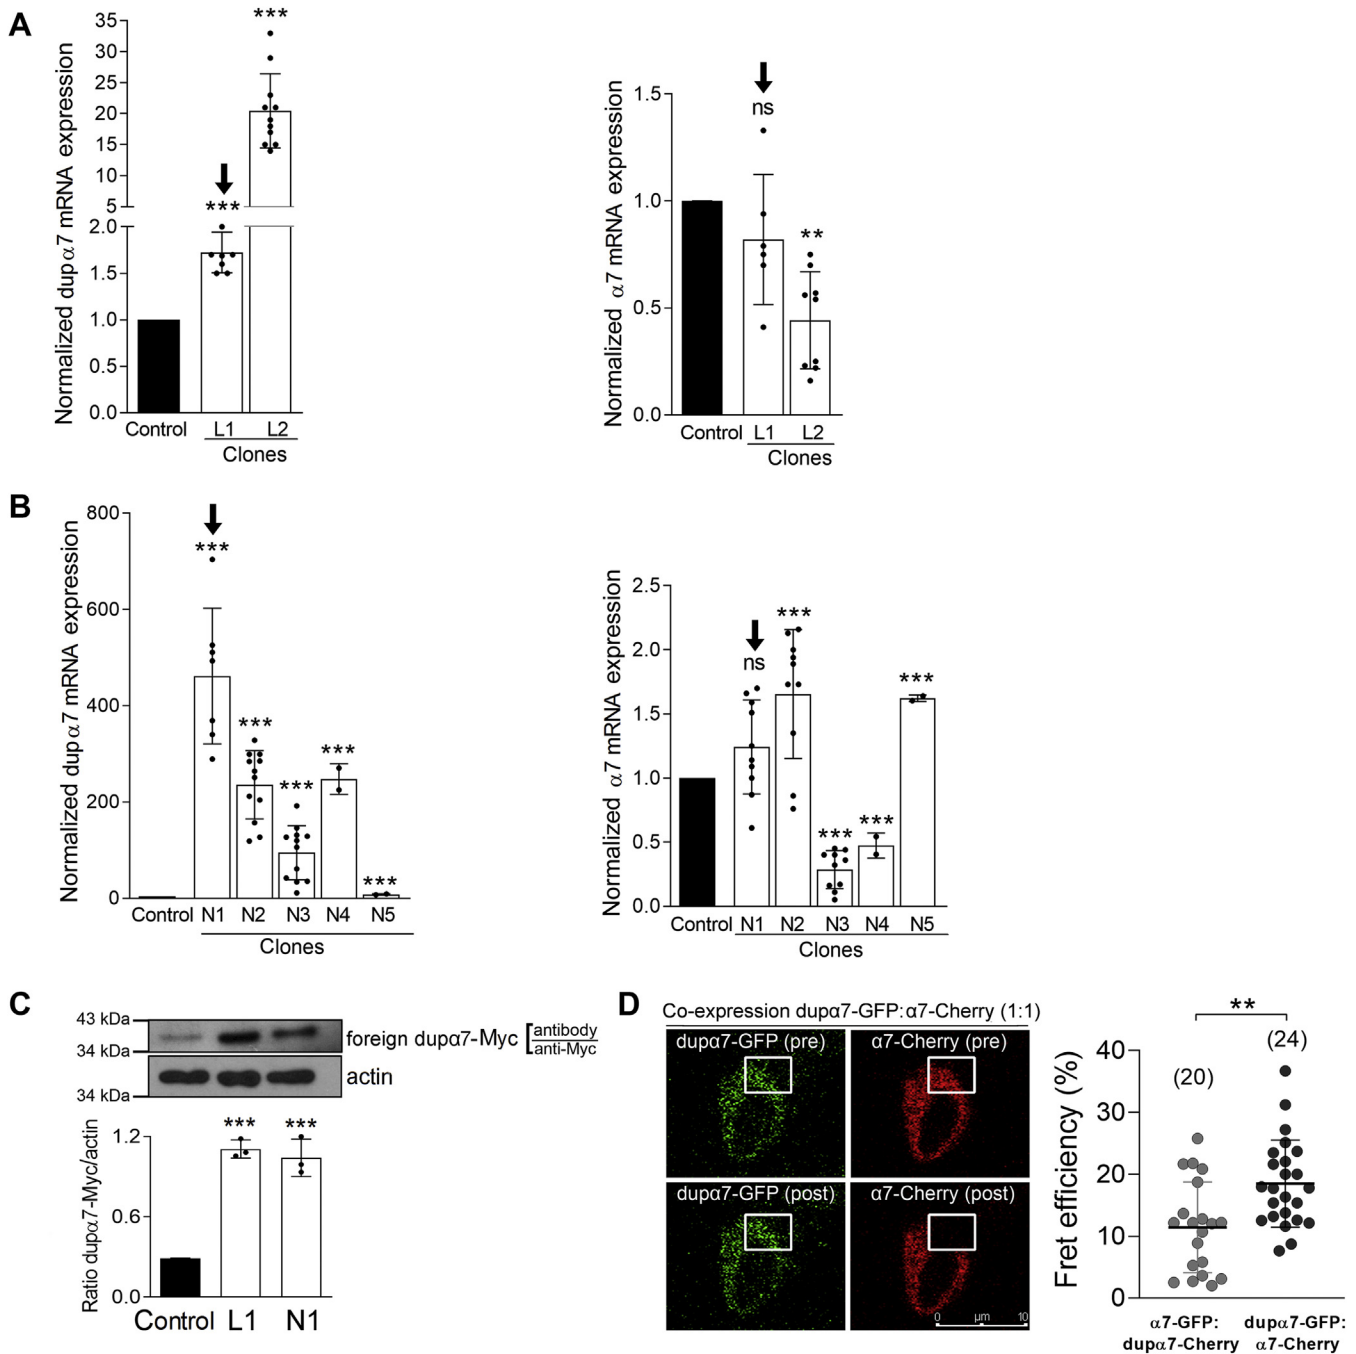 A
Normalized dupα7 mRNA expression
35
30
25
20
15
10
5
2.0
1.5
1.0
0.5
0.0
***
***
Control L1 L2
Clones
Normalized α7 mRNA expression
1.5
1.0
0.5
0.0
ns
**
Control L1 L2
Clones
B
Normalized dupα7 mRNA expression
800
600
400
200
0
***
***
***
***
***
Control N1 N2 N3 N4 N5
Clones
Normalized α7 mRNA expression
2.5
2.0
1.5
1.0
0.5
0.0
ns
***
***
***
***
Control N1 N2 N3 N4 N5
Clones
C
43 kDa
34 kDa
foreign dupα7-Myc [antibody
anti-Myc
actin
34 kDa
Ratio dupα7-Myc/actin
1.2
0.6
0.0
*** ***
Control L1 N1
D
Co-expression dupα7-GFP:α7-Cherry (1:1)
dupα7-GFP (pre) α7-Cherry (pre)
dupα7-GFP (post) α7-Cherry (post)
0 µm 10
Fret efficiency (%)
40
30
20
10
0
**
(20)
(24)
α7-GFP:
dupα7-Cherry
dupα7-GFP:
α7-Cherry